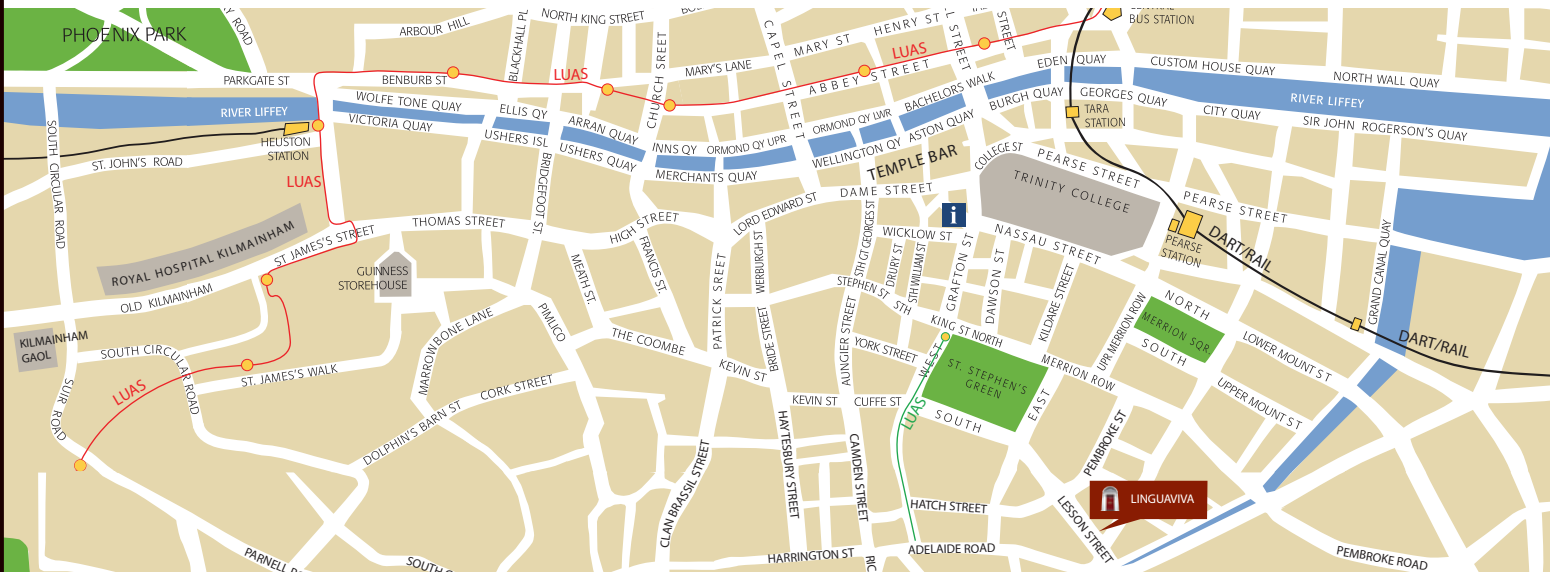 PHOENIX PARK
ARBOUR HILL
NORTH KING STREET
BLACKHALL PL
CHURCH SREET
CAPEL STREET
MARY ST
HENRY ST
STREET
BUS STATION
PARKGATE ST
BENBURB ST
LUAS
MARY'S LANE
LUAS
ABBEY STREET
EDEN QUAY
CUSTOM HOUSE QUAY
NORTH WALL QUAY
RIVER LIFFEY
WOLFE TONE QUAY
VICTORIA QUAY
ELLIS QY
ARRAN QUAY
USHERS ISL
USHERS QUAY
INNS QY
ORMOND QY UPR
ORMOND QY LWR
BACHELORS WALK
BURGH QUAY
GEORGES QUAY
CITY QUAY
SIR JOHN ROGERSON'S QUAY
RIVER LIFFEY
HEUSTON
STATION
ST. JOHN'S ROAD
SOUTH CIRCULAR ROAD
LUAS
MERCHANTS QUAY
WELLINGTON QY
ASTON QUAY
TARA
STATION
TEMPLE BAR
COLLEGE ST
PEARSE STREET
TRINITY COLLEGE
PEARSE STREET
BRIDGEFOOT ST.
DAME STREET
LORD EDWARD ST
i
ROYAL HOSPITAL KILMAINHAM
ST JAMES'S STREET
THOMAS STREET
HIGH STREET
WICKLOW ST
NASSAU STREET
PEARSE
STATION
DART/RAIL
GUINNESS
STOREHOUSE
MEATH ST.
FRANCIS ST.
PATRICK SREET
WERBURGH ST
BRIDE STREET
STH GT GEORGES ST
DRURY ST
STH WILLIAM ST
GRAFTON ST
DAWSON ST
KILDARE STREET
UPR MERRION ROW
GRAND CANAL QUAY
OLD KILMAINHAM
STEPHEN ST
STH
KING ST NORTH
NORTH
MERRION SQR.
SOUTH
KILMAINHAM
GAOL
SOUTH CIRCULAR ROAD
MARROWBONE LANE
PIMLICO
THE COOMBE
KEVIN ST
AUNGIER STREET
YORK STREET
WEST
ST. STEPHEN'S
GREEN
MERRION ROW
LOWER MOUNT ST
DART/RAIL
SUIR ROAD
LUAS
ST. JAMES'S WALK
CORK STREET
DOLPHIN'S BARN ST
KEVIN ST
CUFFE ST
LUAS
SOUTH
EAST
UPPER MOUNT ST
PEMBROKE ST
CLAN BRASSIL STREET
HAYTESBURY STREET
CAMDEN STREET
HATCH STREET
LESSON STREET
LINGUAVIVA
HARRINGTON ST
ADELAIDE ROAD
PEMBROKE ROAD